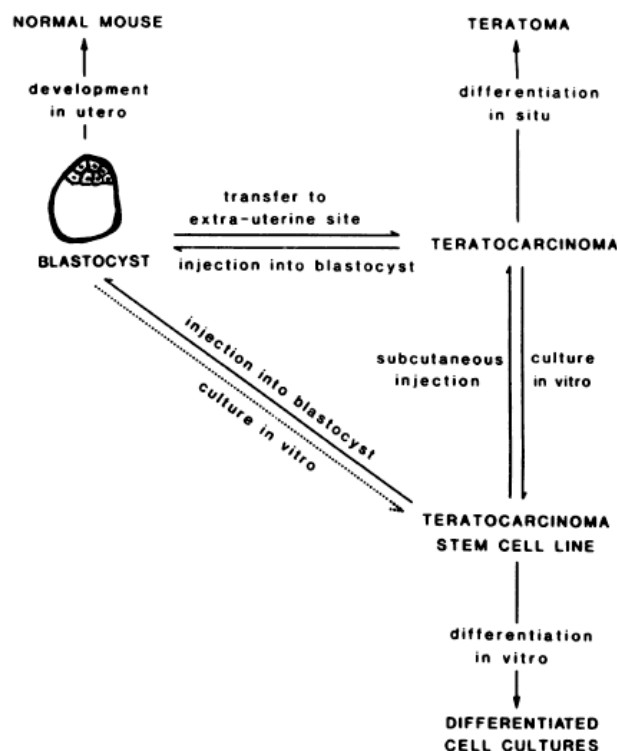 NORMAL MOUSE
development
in utero
BLASTOCYST
transfer to
extra-uterine site
injection into blastocyst
TERATOMA
differentiation
in situ
TERATOCARCINOMA
subcutaneous
injection
culture
in vitro
injection into blastocyst
culture in vitro
TERATOCARCINOMA
STEM CELL LINE
differentiation
in vitro
DIFFERENTIATED
CELL CULTURES